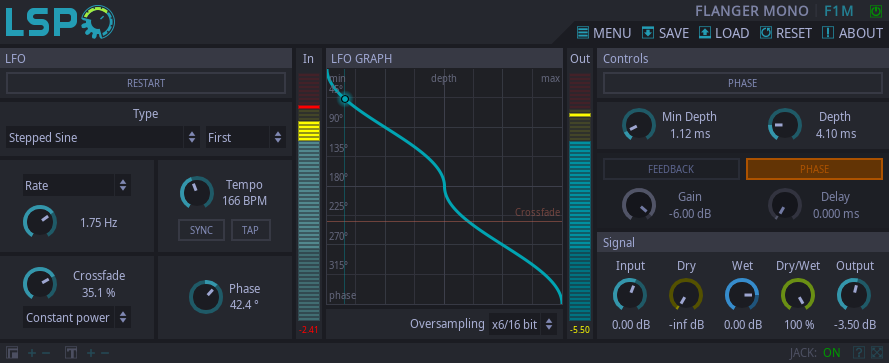 LSP
FLANGER MONO F1M
MENU SAVE LOAD RESET ABOUT
LFO
RESTART
Type
Stepped Sine First
Rate
1.75 Hz
Tempo
166 BPM
SYNC TAP
Crossfade
35.1 %
Constant power
Phase
42.4 °
In
-2.41
LFO GRAPH
min depth max
45°
90°
135°
180°
225°
Crossfade
270°
315°
phase
Oversampling x6/16 bit
Out
-5.50
Controls
PHASE
Min Depth
1.12 ms
Depth
4.10 ms
FEEDBACK PHASE
Gain
-6.00 dB
Delay
0.000 ms
Signal
Input Dry Wet Dry/Wet Output
0.00 dB -inf dB 0.00 dB 100 % -3.50 dB
JACK: ON